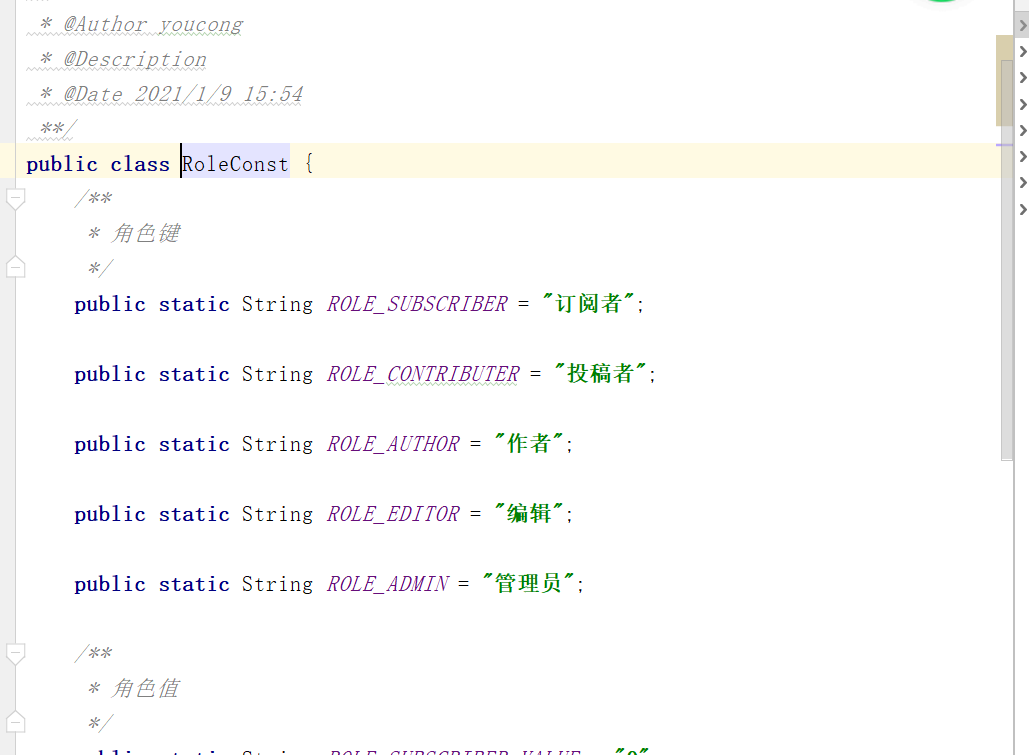 * @Author youcong
* @Description
* @Date 2021/1/9 15:54
**/
public class RoleConst {
/**
* 角色键
*/
public static String ROLE_SUBSCRIBER = "订阅者";
public static String ROLE_CONTRIBUTER = "投稿者";
public static String ROLE_AUTHOR = "作者";
public static String ROLE_EDITOR = "编辑";
public static String ROLE_ADMIN = "管理员";
/**
* 角色值
*/